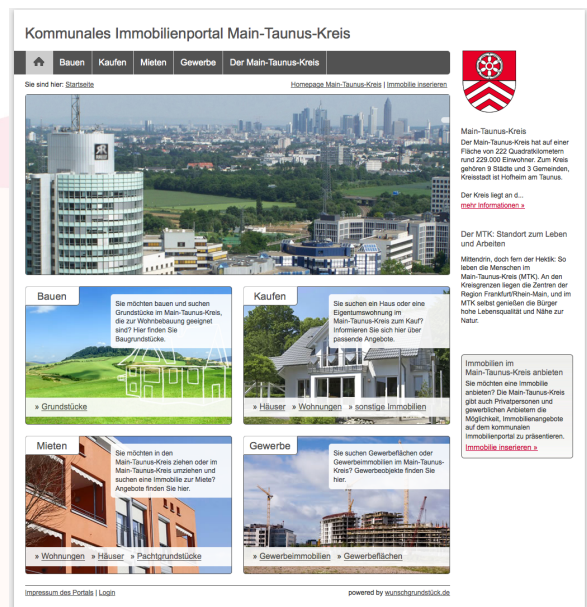 Kommunales Immobilienportal Main-Taunus-Kreis
Bauen Kaufen Mieten Gewerbe Der Main-Taunus-Kreis
Sie sind hier: Startseite
Homepage Main-Taunus-Kreis | Immobilie inserieren
Main-Taunus-Kreis
Der Main-Taunus-Kreis hat auf einer
Fläche von 222 Quadratkilometern
rund 229.000 Einwohner. Zum Kreis
gehören 9 Städte und 3 Gemeinden,
Kreisstadt ist Hofheim am Taunus.
Der Kreis liegt an d...
mehr Informationen »
Der MTK: Standort zum Leben
und Arbeiten
Mittendrin, doch fern der Hektik: So
leben die Menschen im
Main-Taunus-Kreis (MTK). An den
Kreisgrenzen liegen die Zentren der
Region Frankfurt/Rhein-Main, und im
MTK selbst genießen die Bürger
hohe Lebensqualität und Nähe zur
Natur.
Immobilien im
Main-Taunus-Kreis anbieten
Sie möchten eine Immobilie
anbieten? Die Main-Taunus-Kreis
gibt auch Privatpersonen und
gewerblichen Anbietern die
Möglichkeit, Immobilienangebote
auf dem kommunalen
Immobilienportal zu präsentieren.
Immobilie inserieren »
Bauen
Sie möchten bauen und suchen
Grundstücke im Main-Taunus-Kreis,
die zur Wohnbebauung geeignet
sind? Hier finden Sie
Baugrundstücke.
» Grundstücke
Kaufen
Sie suchen ein Haus oder eine
Eigentumswohnung im
Main-Taunus-Kreis zum Kauf?
Informieren Sie sich hier über
passende Angebote.
» Häuser » Wohnungen » sonstige Immobilien
Mieten
Sie möchten in den
Main-Taunus-Kreis ziehen oder im
Main-Taunus-Kreis umziehen und
suchen eine Immobilie zur Miete?
Angebote finden Sie hier.
» Wohnungen » Häuser » Pachtgrundstücke
Gewerbe
Sie suchen Gewerbeflächen oder
Gewerbeimmobilien im Main-Taunus-
Kreis? Gewerbeobjekte finden Sie
hier.
» Gewerbeimmobilien » Gewerbeflächen
Impressum des Portals | Login
powered by wunschgrundstück.de